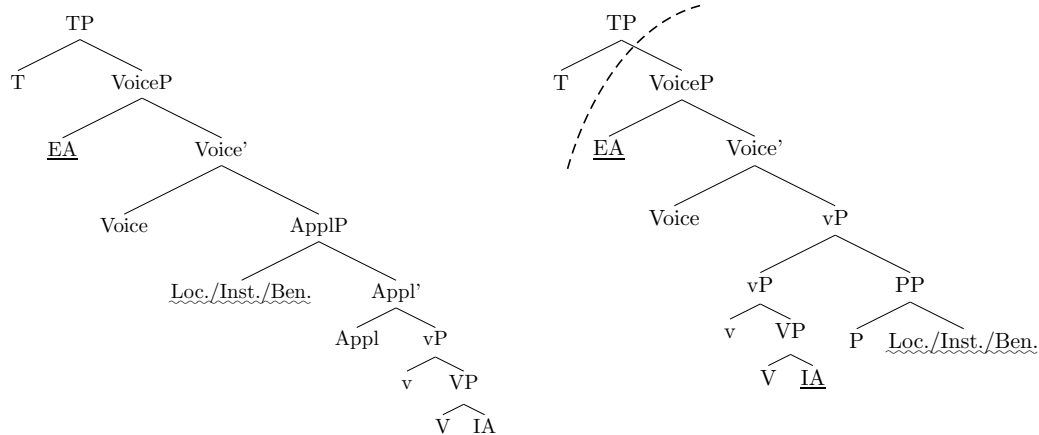 TP
T VoiceP
EA Voice'
Voice ApplP
Loc./Inst./Ben. Appl'
Appl vP
v VP
V IA
TP
T VoiceP
EA Voice'
Voice vP
vP PP
v VP P Loc./Inst./Ben.
V IA